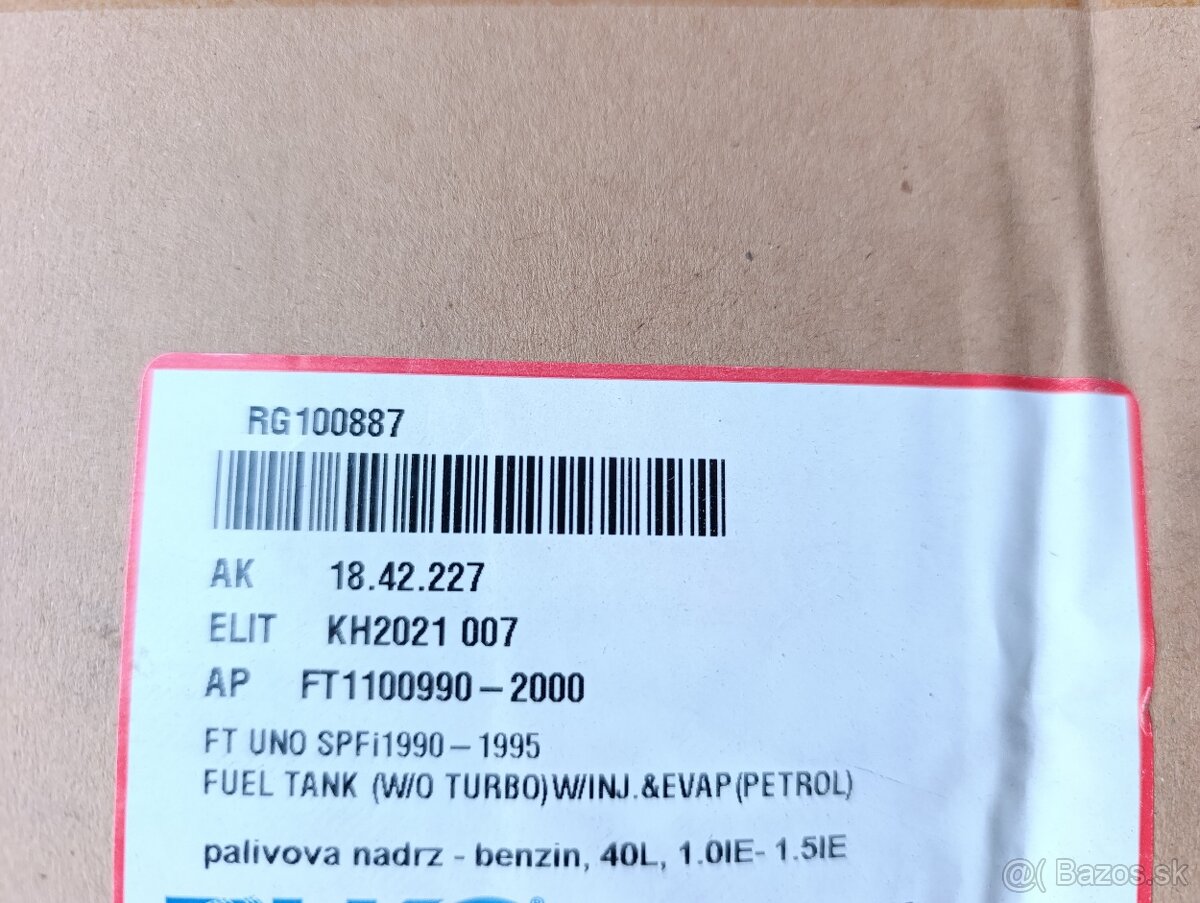 RG100887
AK 18.42.227
ELIT KH2021 007
AP FT1100990-2000
FT UNO SPFi1990-1995
FUEL TANK (W/O TURBO)W/INJ.&EVAP(PETROL)
palivova nadrz - benzin, 40L, 1.0IE- 1.5IE
@( Bazos.sk